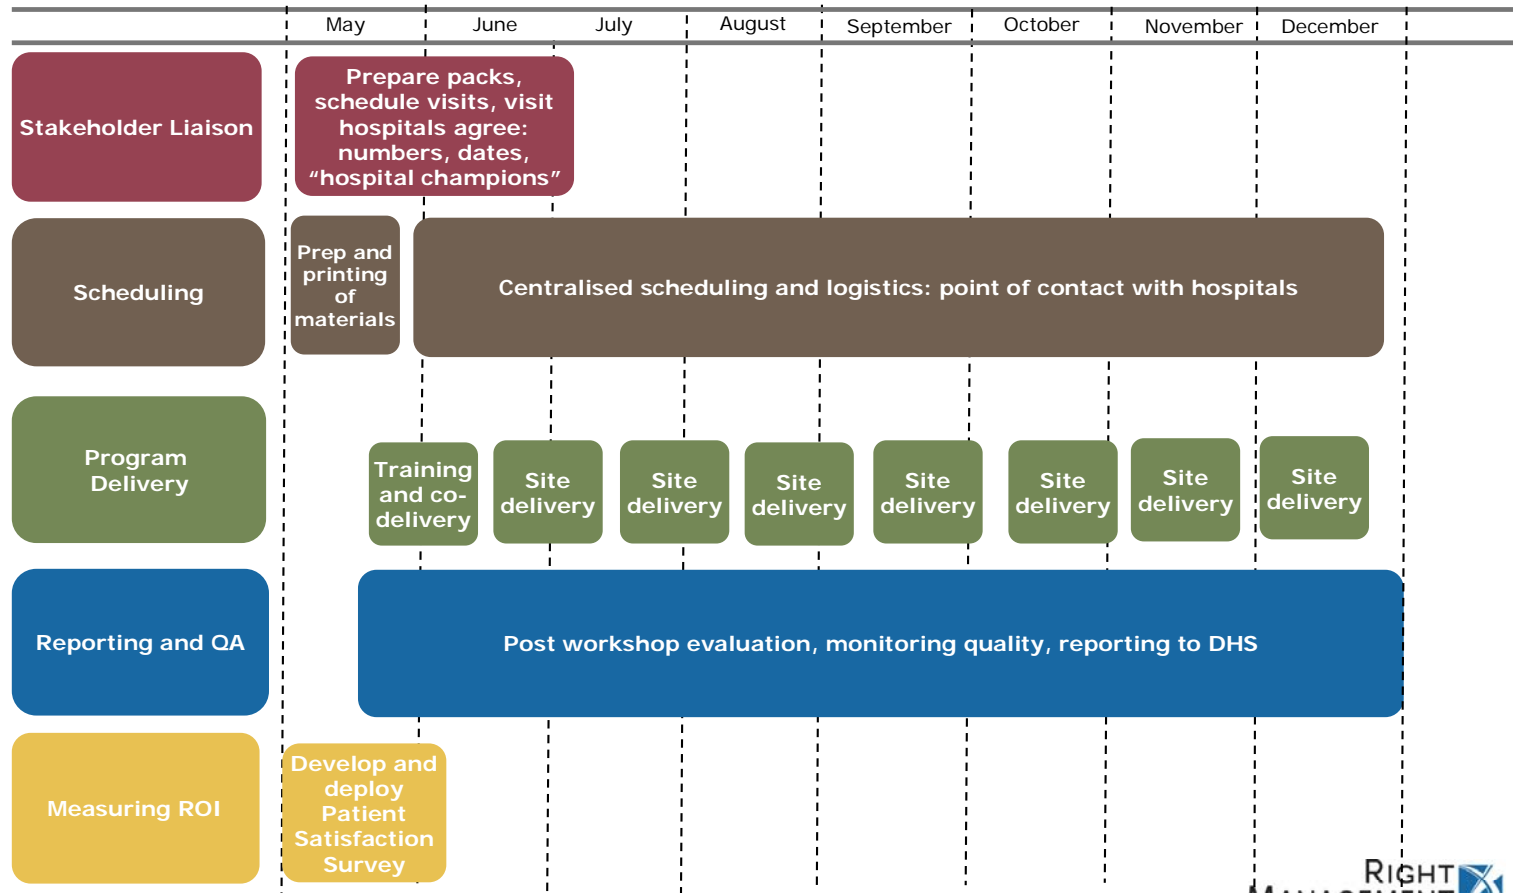 May June July August September October November December
Stakeholder Liaison
Prepare packs,
schedule visits, visit
hospitals agree:
numbers, dates,
“hospital champions”
Scheduling
Prep and
printing
of
materials
Centralised scheduling and logistics: point of contact with hospitals
Program
Delivery
Training
and co-
delivery
Site
delivery
Site
delivery
Site
delivery
Site
delivery
Site
delivery
Site
delivery
Site
delivery
Reporting and QA
Post workshop evaluation, monitoring quality, reporting to DHS
Measuring ROI
Develop and
deploy
Patient
Satisfaction
Survey
RIGHT
MANAGEMENT